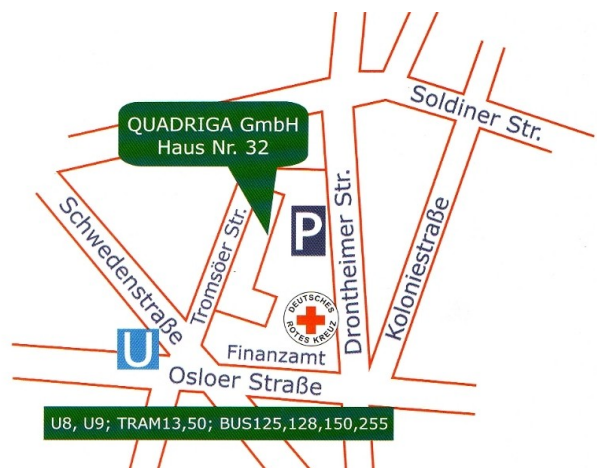 Soldiner Str.
QUADRIGA GmbH
Haus Nr. 32
Schwedenstraße
Tromsöer Str.
P
Drontheimer Str.
Koloniestraße
DEUTSCHES
ROTES KREUZ
U
Finanzamt
Osloer Straße
U8, U9; TRAM13,50; BUS125,128,150,255